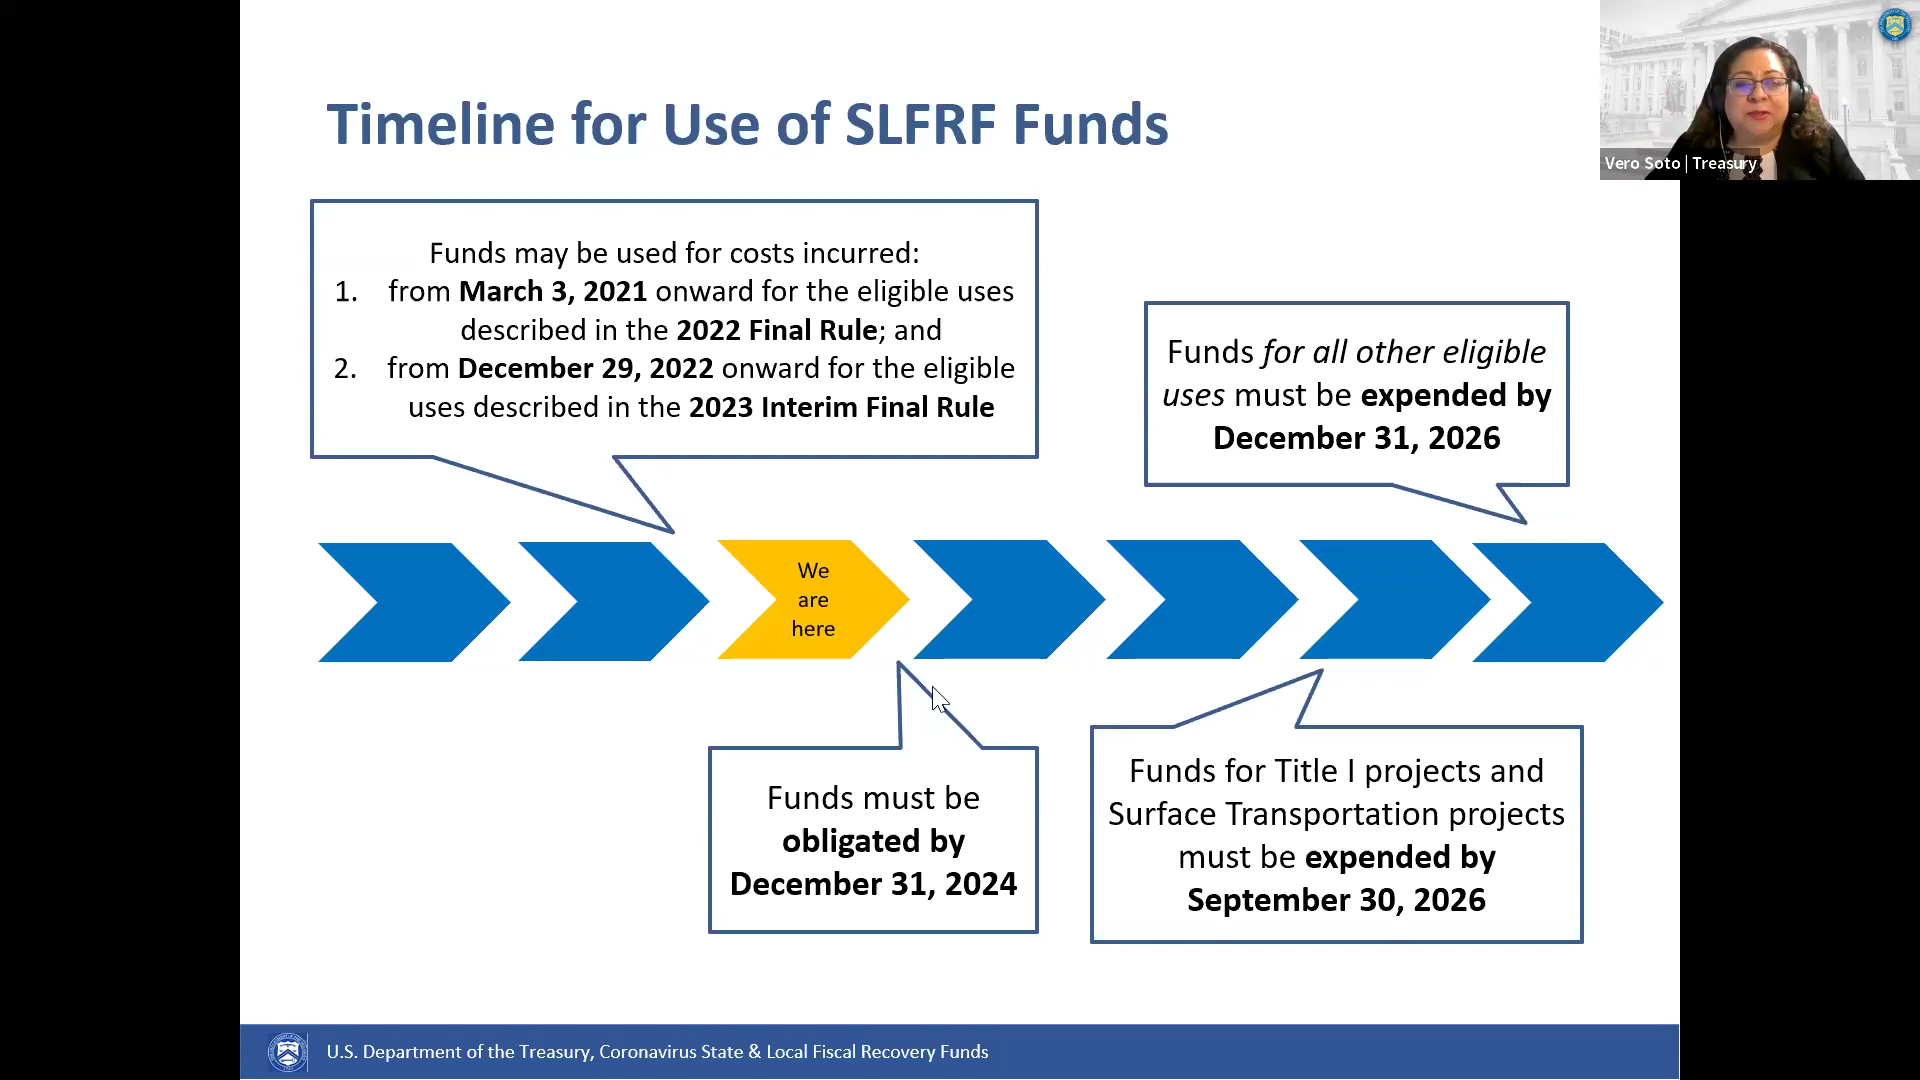 Timeline for Use of SLFRF Funds
Vero Soto | Treasury
Funds may be used for costs incurred:
1. from March 3, 2021 onward for the eligible uses
described in the 2022 Final Rule; and
2. from December 29, 2022 onward for the eligible
uses described in the 2023 Interim Final Rule
Funds for all other eligible
uses must be expended by
December 31, 2026
We
are
here
Funds must be
obligated by
December 31, 2024
Funds for Title I projects and
Surface Transportation projects
must be expended by
September 30, 2026
U.S. Department of the Treasury, Coronavirus State & Local Fiscal Recovery Funds